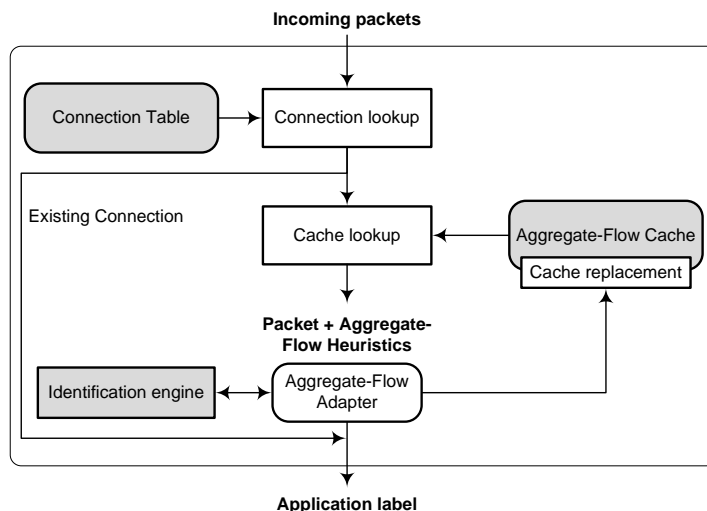 Incoming packets
Connection Table
Connection lookup
Existing Connection
Cache lookup
Aggregate-Flow Cache
Cache replacement
Packet + Aggregate-
Flow Heuristics
Identification engine
Aggregate-Flow
Adapter
Application label